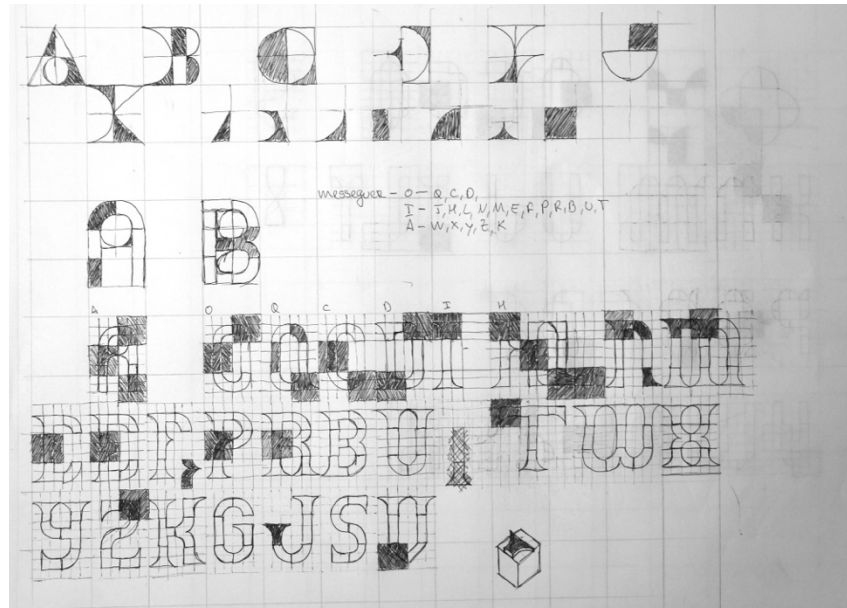 A B C E I J
K
messeguer - O - Q, C, D,
I - J, H, L, N, M, E, F, P, R, B, U, T
A - W, X, Y, Z, K
A B
A O Q C D I H
A O Q C D I H L N M
E E F, P R B U I T W X
Y Z K G J S V